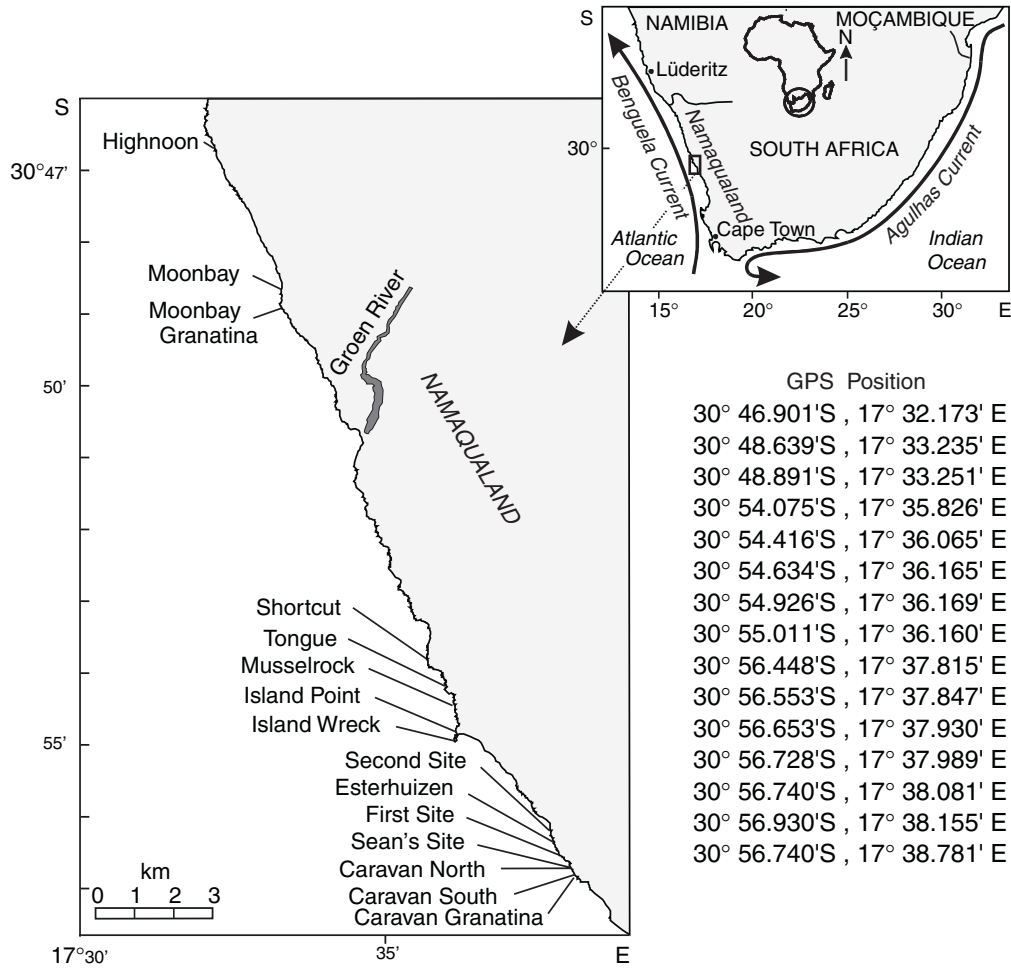 S
NAMIBIA
MOÇAMBIQUE
N
Lüderitz
Benguela Current
Namaqualand
30°
SOUTH AFRICA
Agulhas Current
Cape Town
Atlantic
Ocean
Indian
Ocean
15°
20°
25°
30°
E
S
Highnoon
30°47'
Moonbay
Moonbay
Granatina
Groen River
50'
NAMAQUALAND
Shortcut
Tongue
Musselrock
Island Point
Island Wreck
55'
Second Site
Esterhuizen
First Site
Sean's Site
Caravan North
Caravan South
Caravan Granatina
km
0 1 2 3
17°30'
35'
E
GPS Position
30° 46.901'S , 17° 32.173' E
30° 48.639'S , 17° 33.235' E
30° 48.891'S , 17° 33.251' E
30° 54.075'S , 17° 35.826' E
30° 54.416'S , 17° 36.065' E
30° 54.634'S , 17° 36.165' E
30° 54.926'S , 17° 36.169' E
30° 55.011'S , 17° 36.160' E
30° 56.448'S , 17° 37.815' E
30° 56.553'S , 17° 37.847' E
30° 56.653'S , 17° 37.930' E
30° 56.728'S , 17° 37.989' E
30° 56.740'S , 17° 38.081' E
30° 56.930'S , 17° 38.155' E
30° 56.740'S , 17° 38.781' E